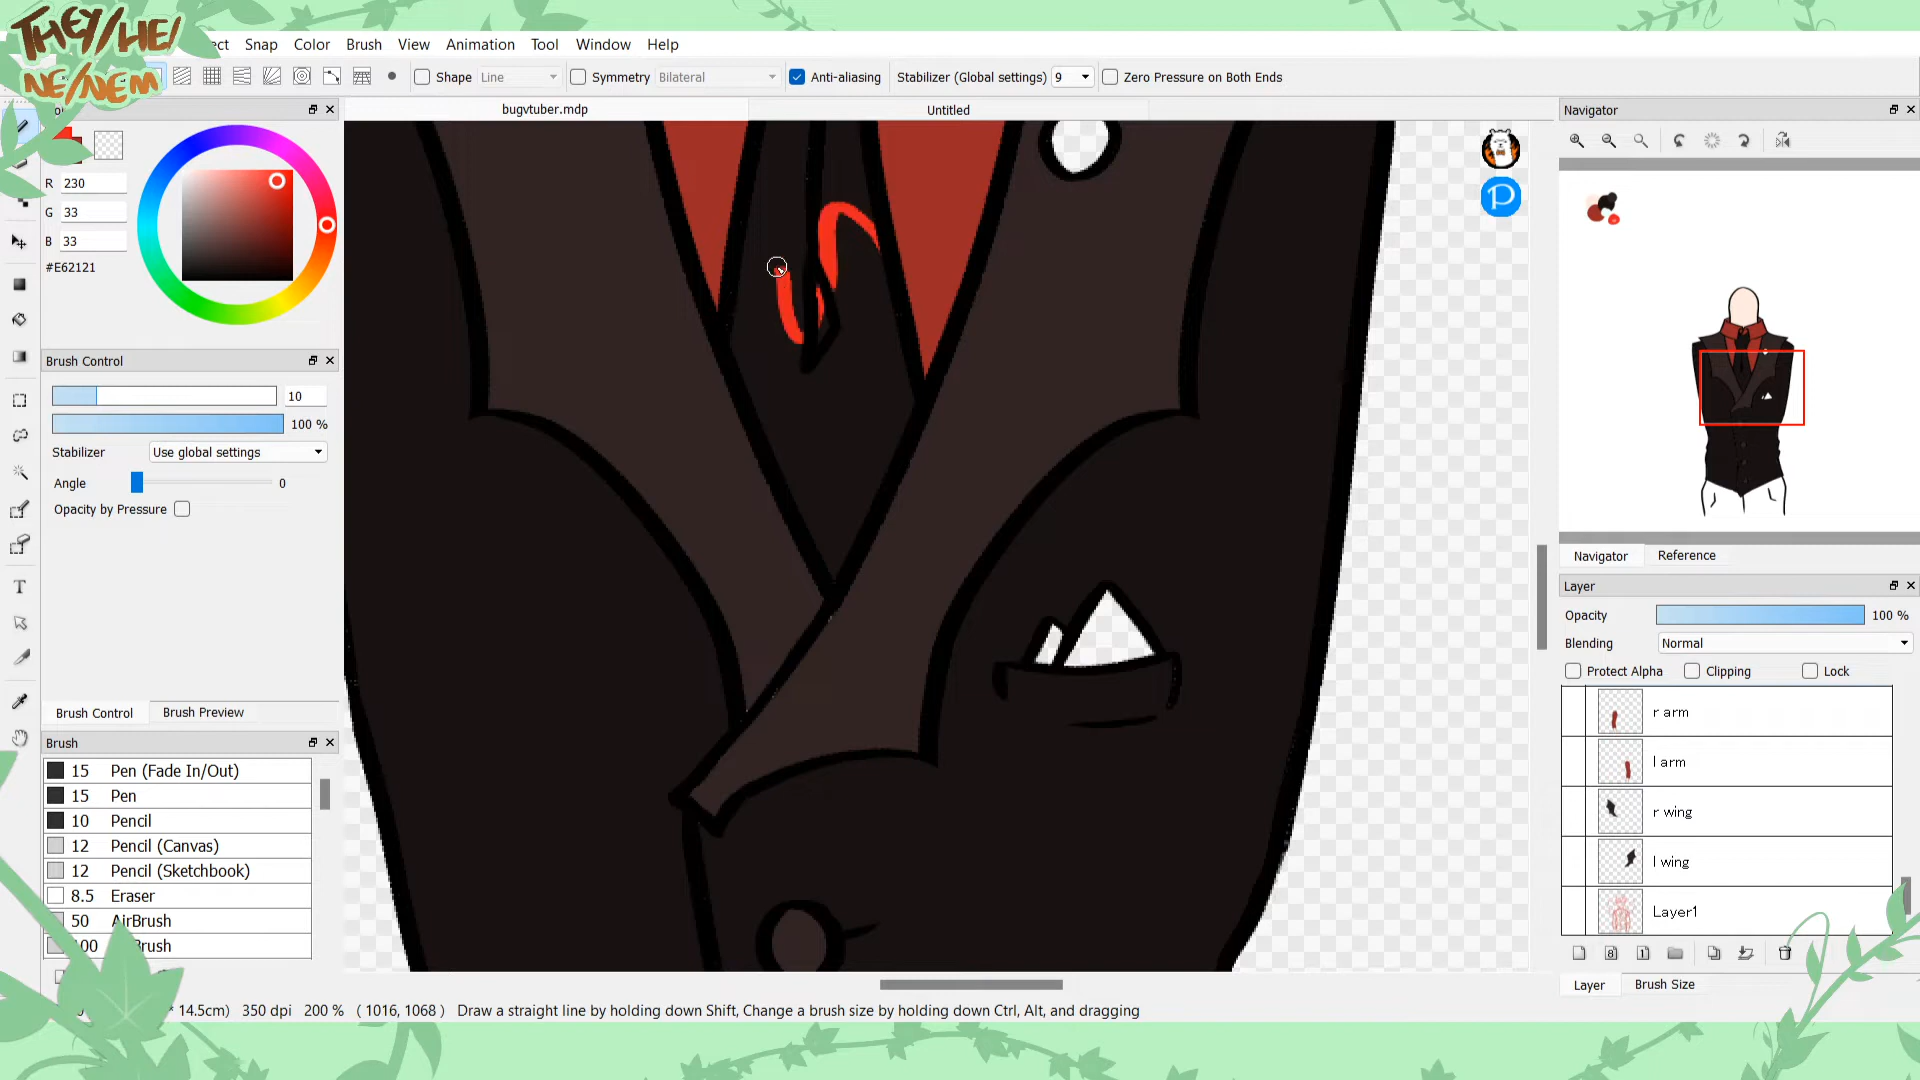 THEY/HE/
NE/NEM
ect Snap Color Brush View Animation Tool Window Help
Shape Line Symmetry Bilateral Anti-aliasing Stabilizer (Global settings) 9 Zero Pressure on Both Ends
bugvtuber.mdp Untitled
R 230
G 33
B 33
#E62121
Brush Control
10
100 %
Stabilizer Use global settings
Angle 0
Opacity by Pressure
Brush Control Brush Preview
Brush
15 Pen (Fade In/Out)
15 Pen
10 Pencil
12 Pencil (Canvas)
12 Pencil (Sketchbook)
8.5 Eraser
50 AirBrush
100 Brush
Navigator
Navigator Reference
Layer
Opacity 100 %
Blending Normal
Protect Alpha Clipping Lock
r arm
l arm
r wing
l wing
Layer1
Layer Brush Size
* 14.5cm) 350 dpi 200 % ( 1016, 1068 ) Draw a straight line by holding down Shift, Change a brush size by holding down Ctrl, Alt, and dragging